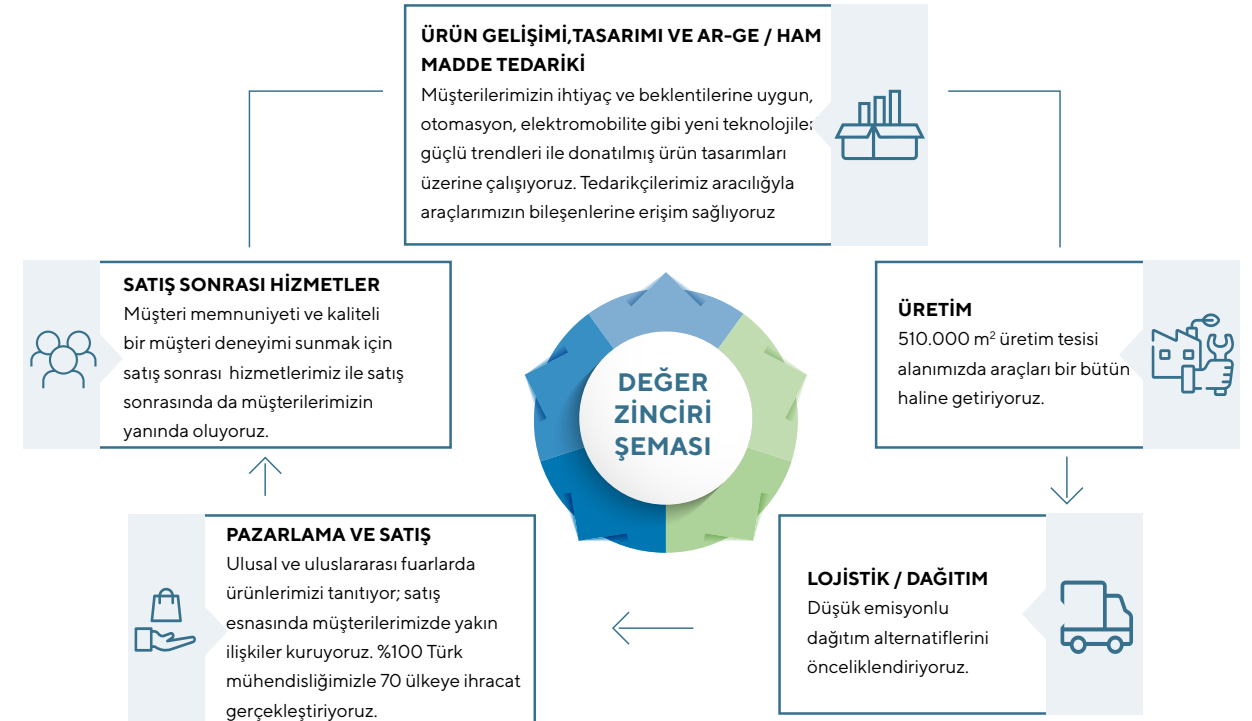 ÜRÜN GELİŞİMİ,TASARIMI VE AR-GE / HAM
MADDE TEDARİKİ
Müşterilerimizin ihtiyaç ve beklentilerine uygun,
otomasyon, elektromobilite gibi yeni teknolojiler
güçlü trendleri ile donatılmış ürün tasarımları
üzerine çalışıyoruz. Tedarikçilerimiz aracılığyla
araçlarımızın bileşenlerine erişim sağlıyoruz
ÜRETİM
510.000 m² üretim tesisi
alanımızda araçları bir bütün
haline getiriyoruz.
LOJİSTİK / DAĞITIM
Düşük emisyonlu
dağıtım alternatiflerini
önceliklendiriyoruz.
PAZARLAMA VE SATIŞ
Ulusal ve uluslararası fuarlarda
ürünlerimizi tanıtıyor; satış
esnasında müşterilerimizde yakın
ilişkiler kuruyoruz. %100 Türk
mühendisliğimizle 70 ülkeye ihracat
gerçekleştiriyoruz.
SATIŞ SONRASI HİZMETLER
Müşteri memnuniyeti ve kaliteli
bir müşteri deneyimi sunmak için
satış sonrası hizmetlerimiz ile satış
sonrasında da müşterilerimizin
yanında oluyoruz.
DEĞER
ZİNCİRİ
ŞEMASI